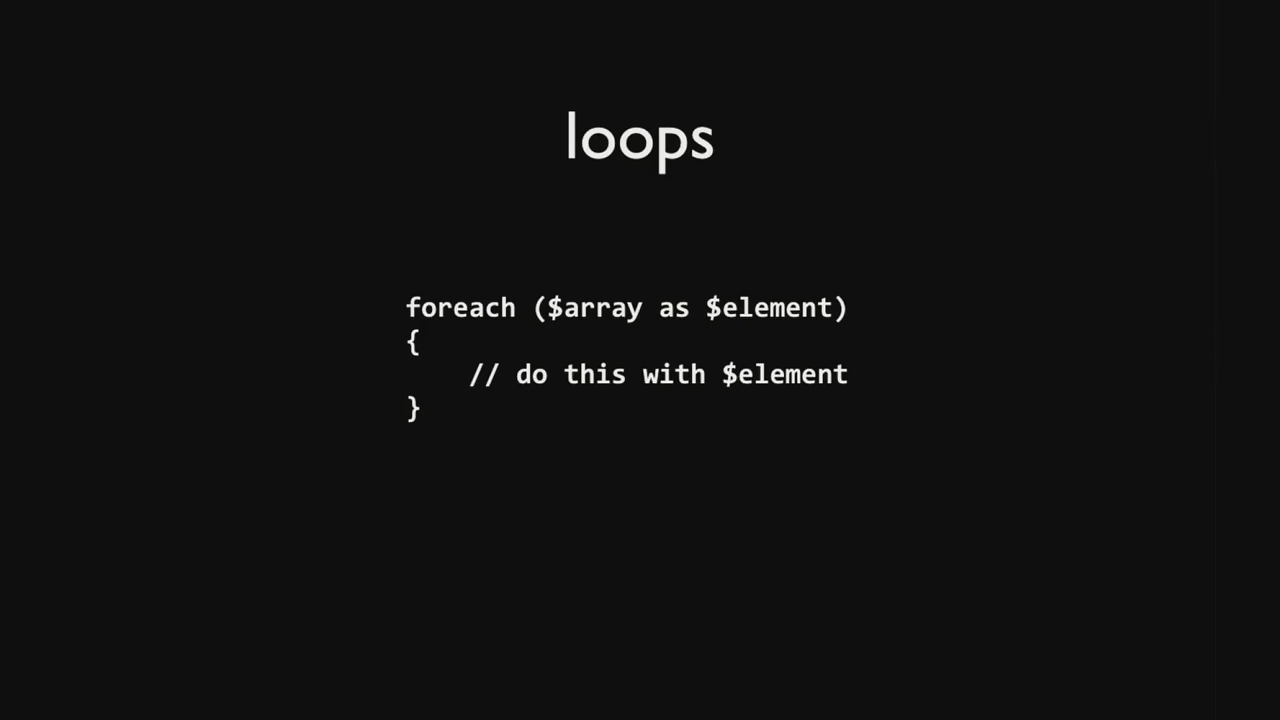 loops
foreach ($array as $element)
{
    // do this with $element
}